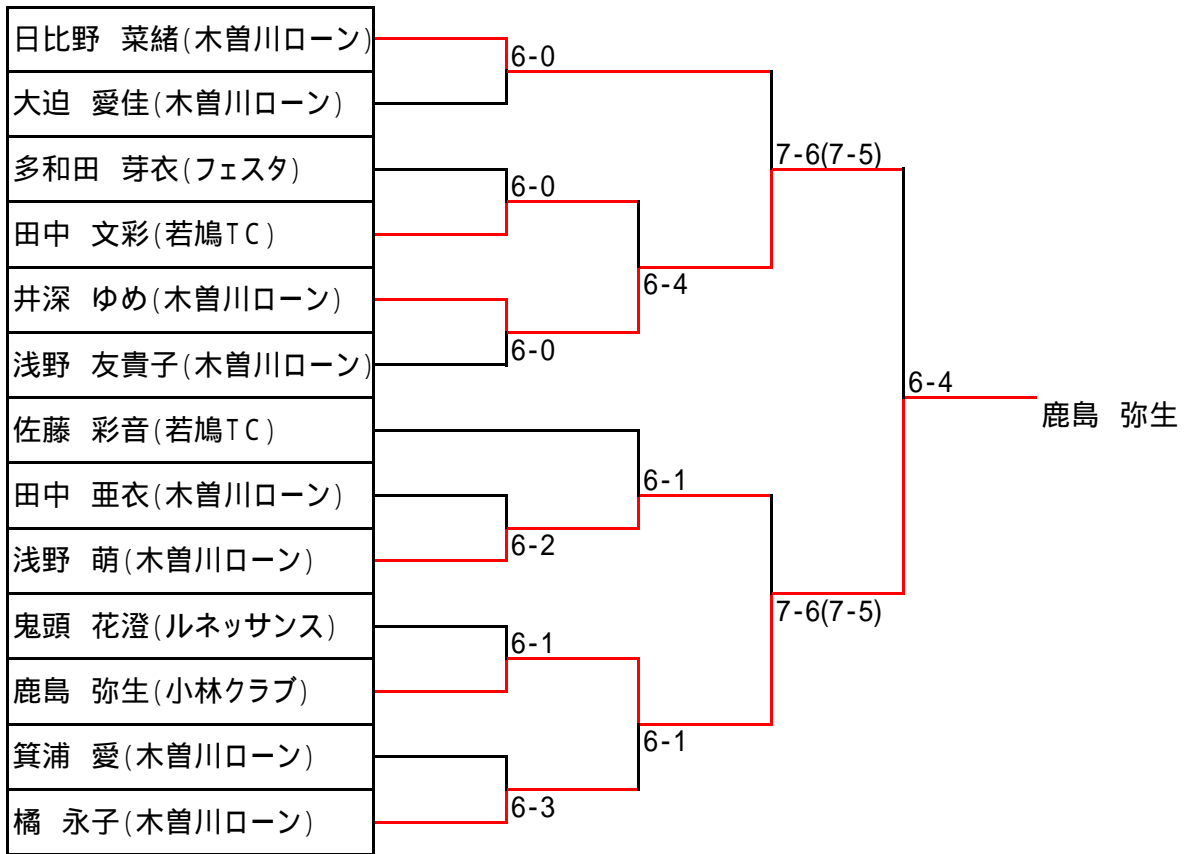 日比野 菜緒(木曽川ローン)
大迫 愛佳(木曽川ローン)
多和田 芽衣(フェスタ)
田中 文彩(若鳩TC)
井深 ゆめ(木曽川ローン)
浅野 友貴子(木曽川ローン)
佐藤 彩音(若鳩TC)
田中 亜衣(木曽川ローン)
浅野 萌(木曽川ローン)
鬼頭 花澄(ルネッサンス)
鹿島 弥生(小林クラブ)
箕浦 愛(木曽川ローン)
橘 永子(木曽川ローン)
6-0
6-0
6-0
6-2
6-1
6-3
6-4
6-1
6-1
7-6(7-5)
7-6(7-5)
6-4
鹿島 弥生